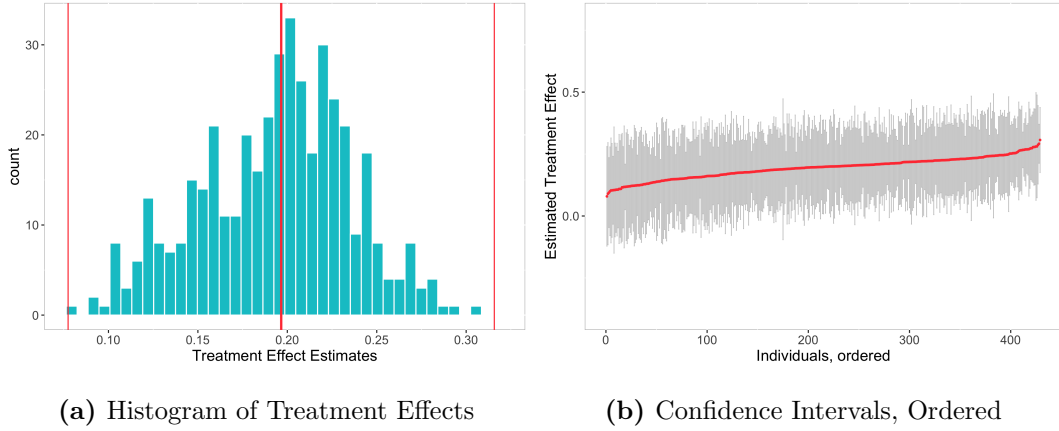 count
30
20
10
0
0.10 0.15 0.20 0.25 0.30
Treatment Effect Estimates
(a) Histogram of Treatment Effects
Estimated Treatment Effect
0.5
0.0
0 100 200 300 400
Individuals, ordered
(b) Confidence Intervals, Ordered